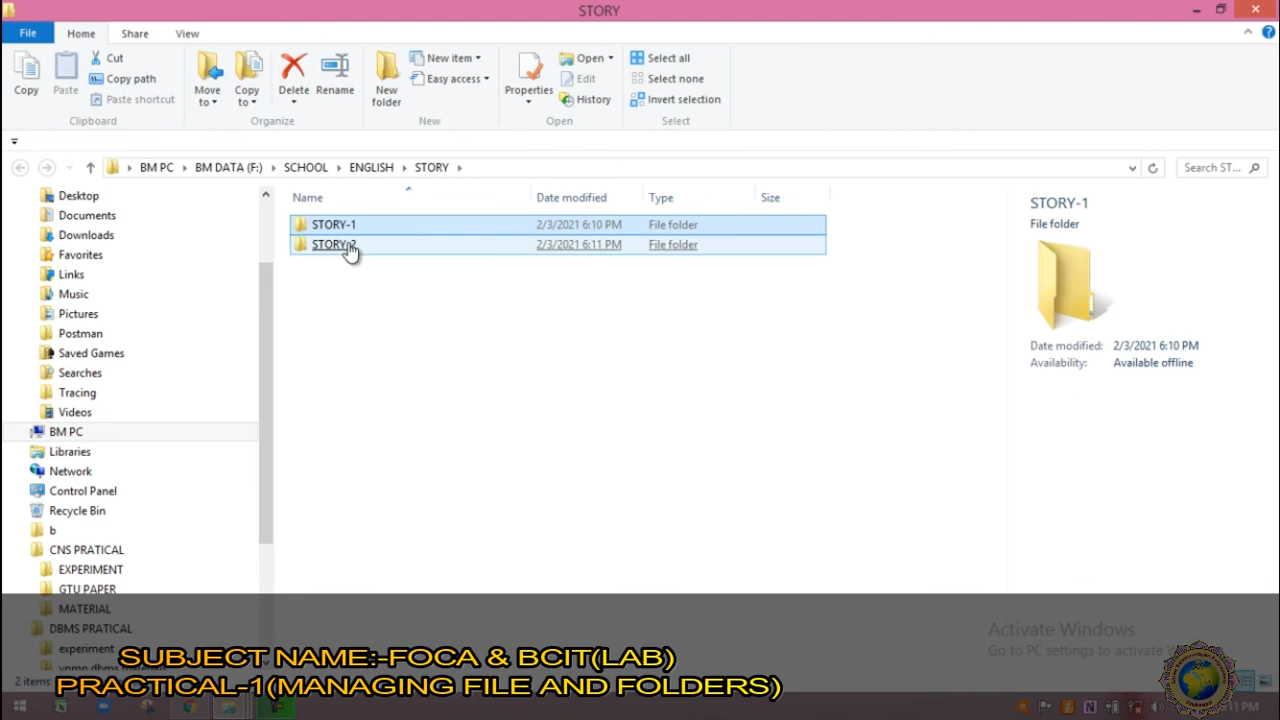 STORY
File
Home
Share
View
Copy
Paste
Cut
Copy path
Paste shortcut
Clipboard
Move to
Copy to
Delete
Rename
Organize
New folder
New item
Easy access
New
Properties
Open
Edit
History
Open
Select all
Select none
Invert selection
Select
BM PC
BM DATA (F:)
SCHOOL
ENGLISH
STORY
Search ST...
Desktop
Documents
Downloads
Favorites
Links
Music
Pictures
Postman
Saved Games
Searches
Tracing
Videos
BM PC
Libraries
Network
Control Panel
Recycle Bin
b
CNS PRATICAL
EXPERIMENT
GTU PAPER
MATERIAL
DBMS PRATICAL
experiment
Name Date modified Type Size
STORY-1 2/3/2021 6:10 PM File folder
STORY-2 2/3/2021 6:11 PM File folder
STORY-1
File folder
Date modified: 2/3/2021 6:10 PM
Availability: Available offline
Activate Windows
Go to PC settings to activate
2 items
SUBJECT NAME:-FOCA & BCIT(LAB)
PRACTICAL-1(MANAGING FILE AND FOLDERS)